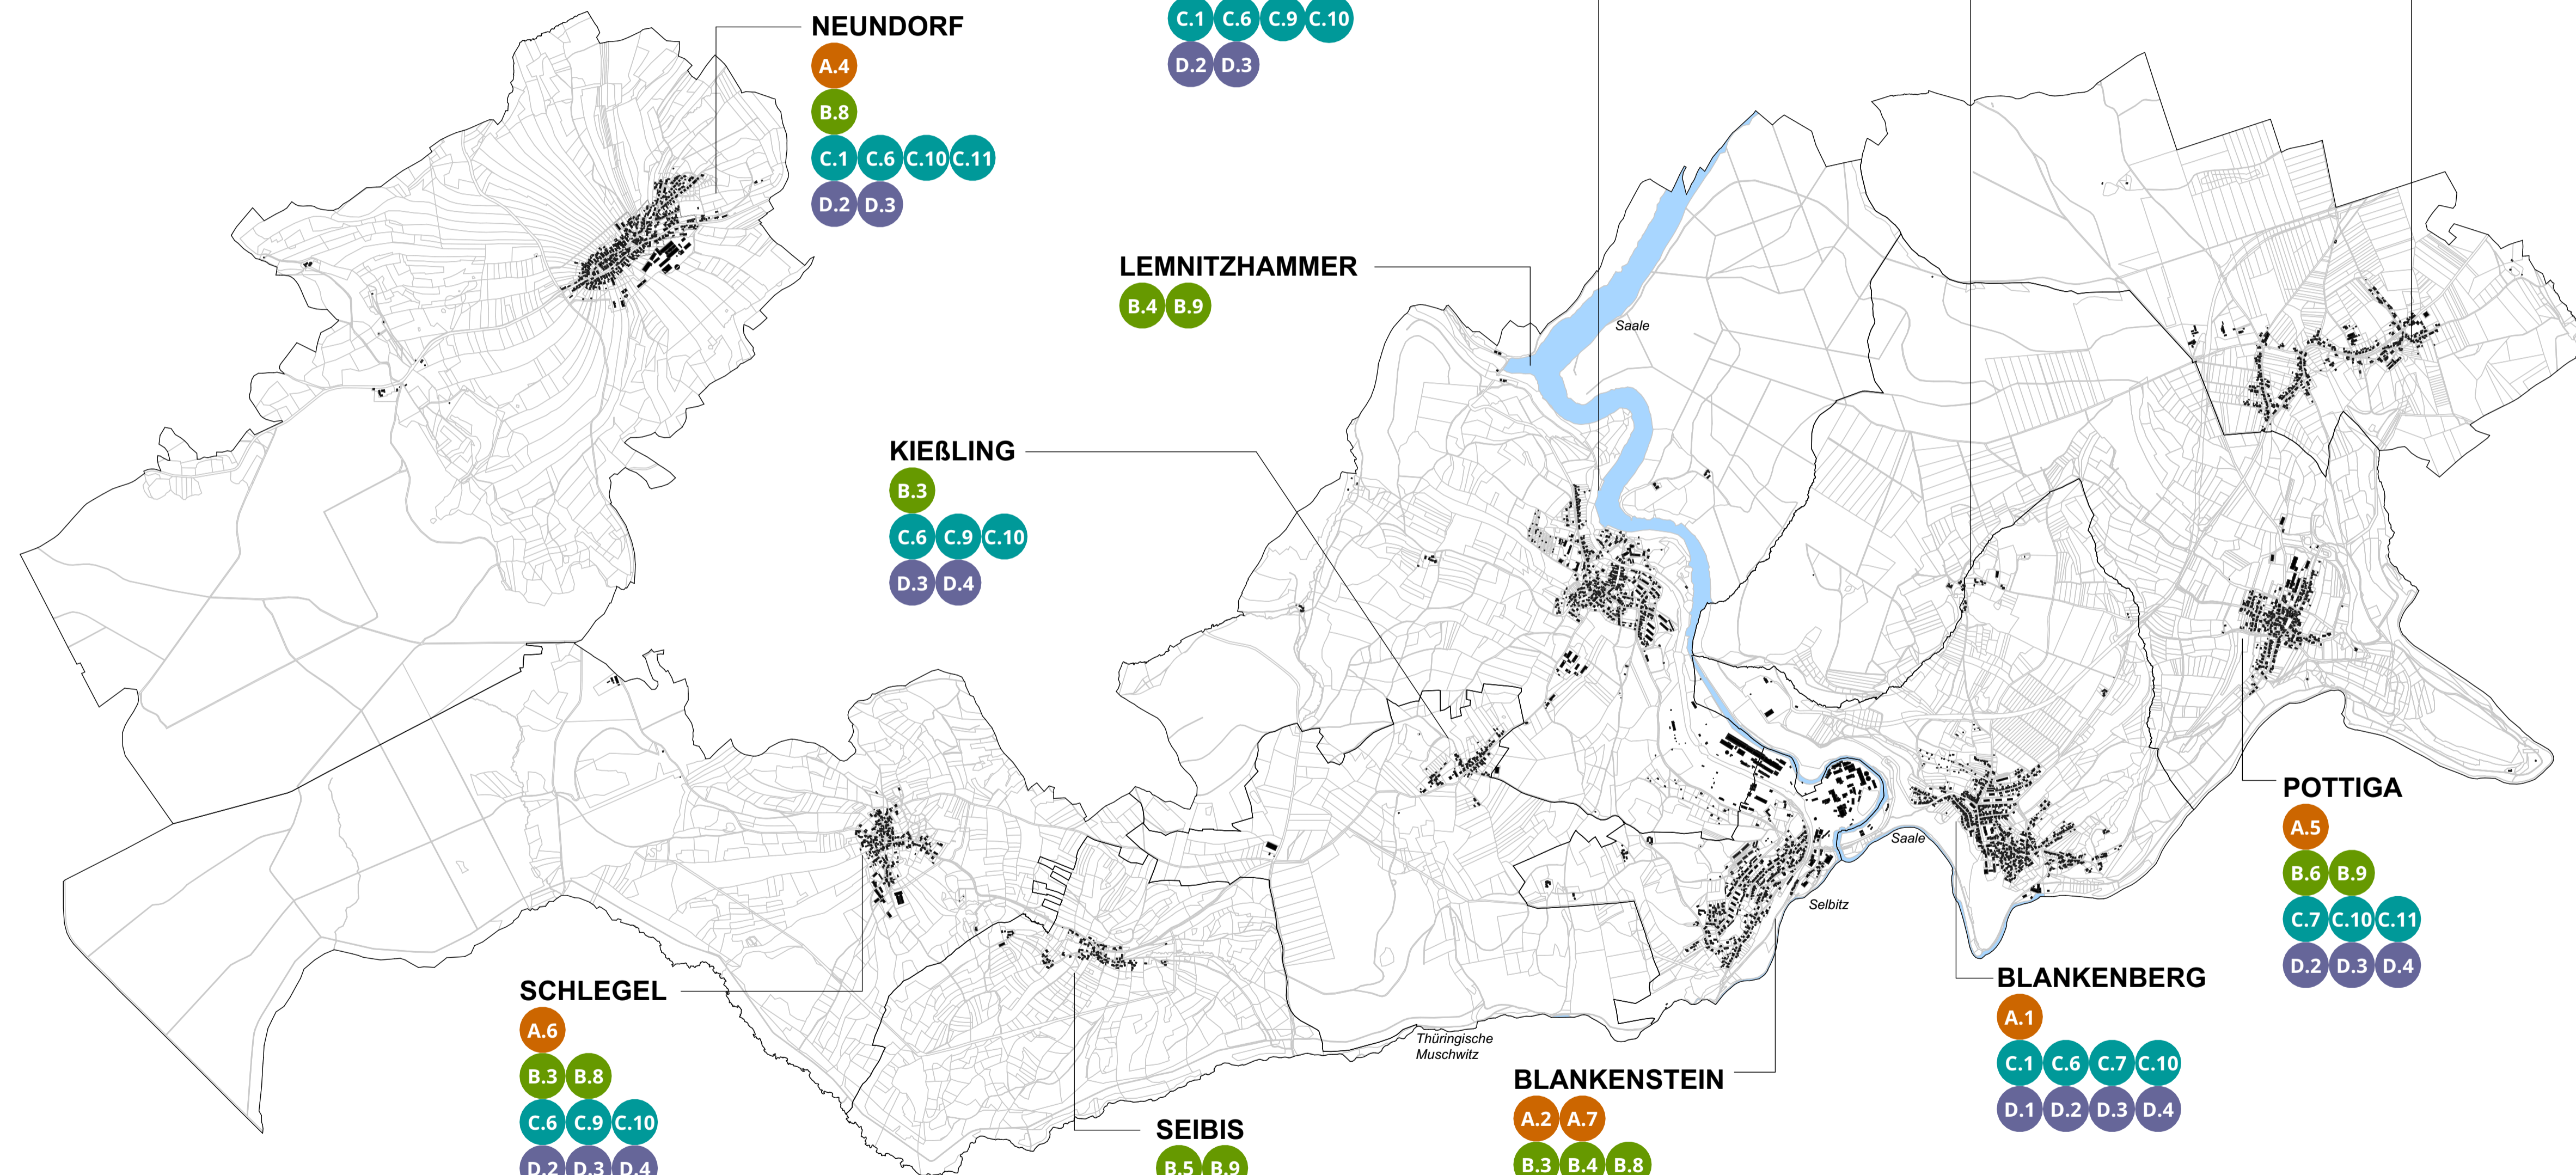 NEUNDORF
A.4
B.8
C.1 C.6 C.10 C.11
D.2 D.3
C.1 C.6 C.9 C.10
D.2 D.3
LEMNITZHAMMER
B.4 B.9
Saale
KIEßLING
B.3
C.6 C.9 C.10
D.3 D.4
POTTIGA
A.5
B.6 B.9
C.7 C.10 C.11
D.2 D.3 D.4
Saale
Selbitz
BLANKENBERG
A.1
C.1 C.6 C.7 C.10
D.1 D.2 D.3 D.4
SCHLEGEL
A.6
B.3 B.8
C.6 C.9 C.10
D.2 D.3 D.4
Thüringische
Muschwitz
SEIBIS
B.5 B.9
BLANKENSTEIN
A.2 A.7
B.3 B.4 B.8